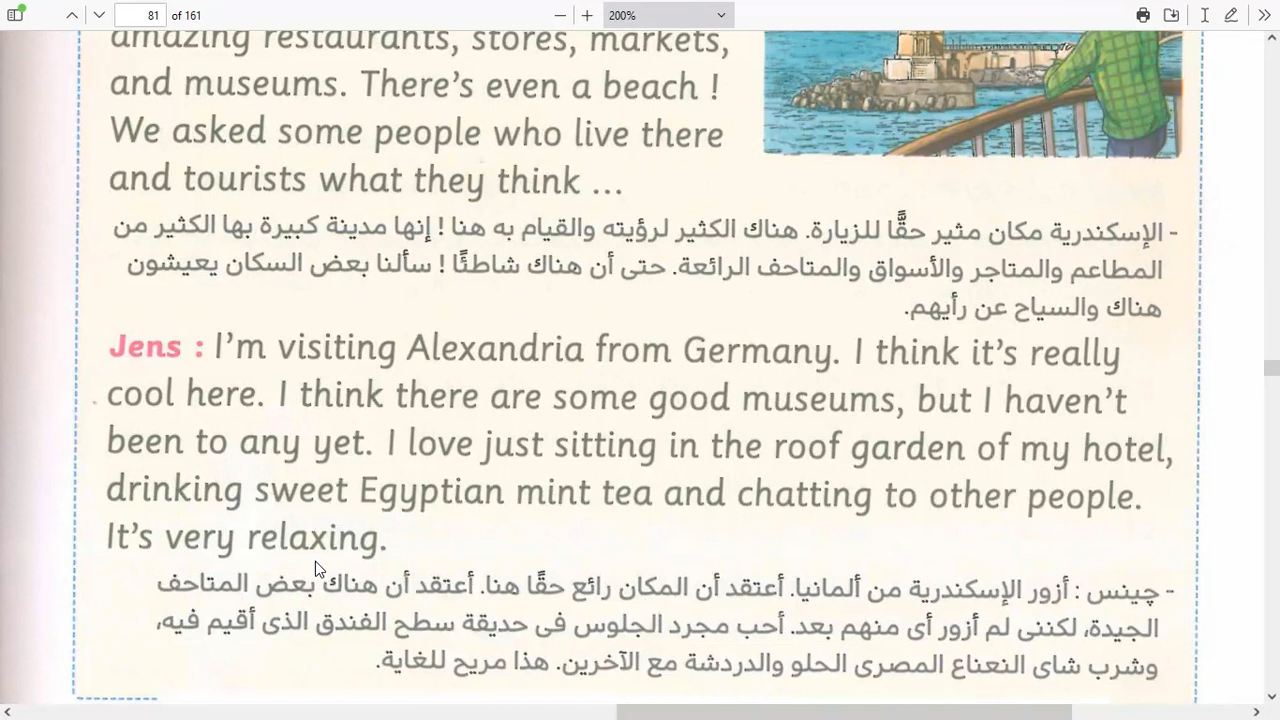 81 of 161
200%
amazing restaurants, stores, markets,
and museums. There's even a beach !
We asked some people who live there
and tourists what they think ...
- الإسكندرية مكان مثير حقًّا للزيارة. هناك الكثير لرؤيته والقيام به هنا ! إنها مدينة كبيرة بها الكثير من
المطاعم والمتاجر والأسواق والمتاحف الرائعة. حتى أن هناك شاطئًا ! سألنا بعض السكان يعيشون
هناك والسياح عن رأيهم.
Jens : I'm visiting Alexandria from Germany. I think it's really
cool here. I think there are some good museums, but I haven't
been to any yet. I love just sitting in the roof garden of my hotel,
drinking sweet Egyptian mint tea and chatting to other people.
It's very relaxing.
- چينس : أزور الإسكندرية من ألمانيا. أعتقد أن المكان رائع حقًا هنا. أعتقد أن هناك بعض المتاحف
الجيدة، لكننى لم أزور أى منهم بعد. أحب مجرد الجلوس فى حديقة سطح الفندق الذى أقيم فيه،
وشرب شاى النعناع المصرى الحلو والدردشة مع الآخرين. هذا مريح للغاية.